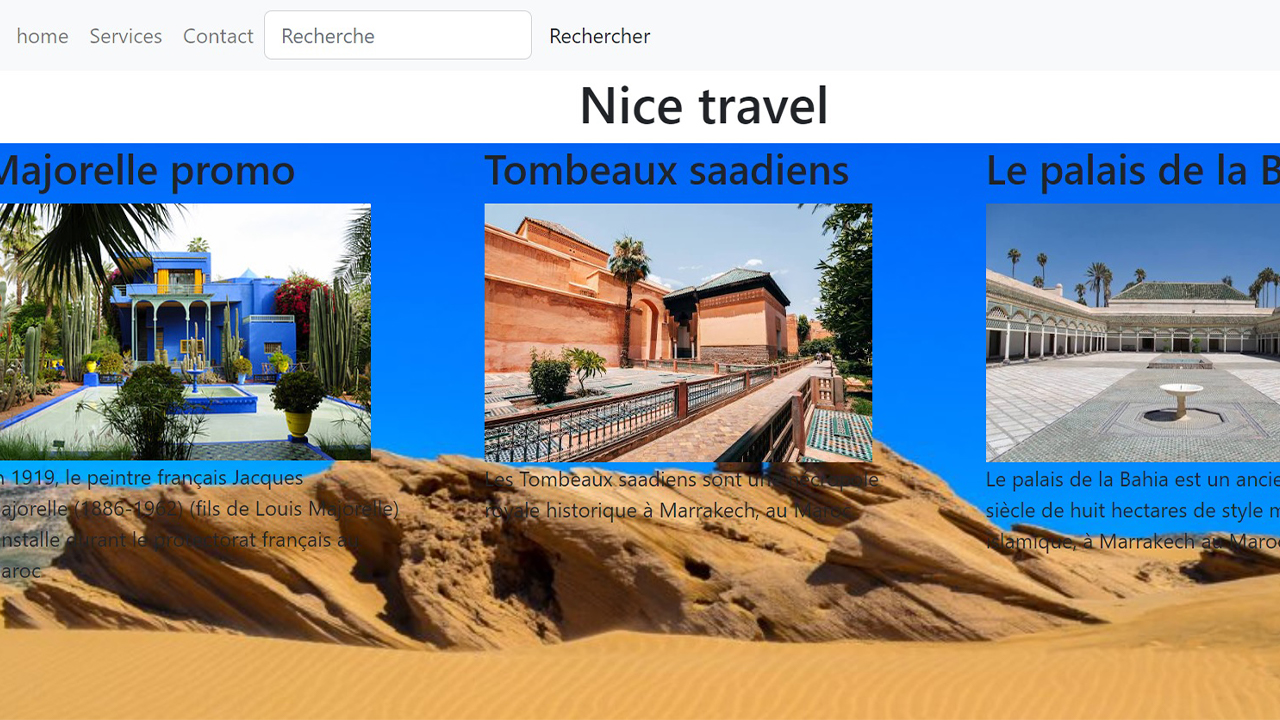 home Services Contact Recherche Rechercher
Nice travel
Majorelle promo
n 1919, le peintre français Jacques
ajorelle (1886-1962) (fils de Louis Majorelle)
nstalle durant le protectorat français au
aroc.
Tombeaux saadiens
Les Tombeaux saadiens sont une nécropole
royale historique à Marrakech, au Maroc.
Le palais de la B
Le palais de la Bahia est un ancie
siècle de huit hectares de style m
islamique, à Marrakech au Maroc